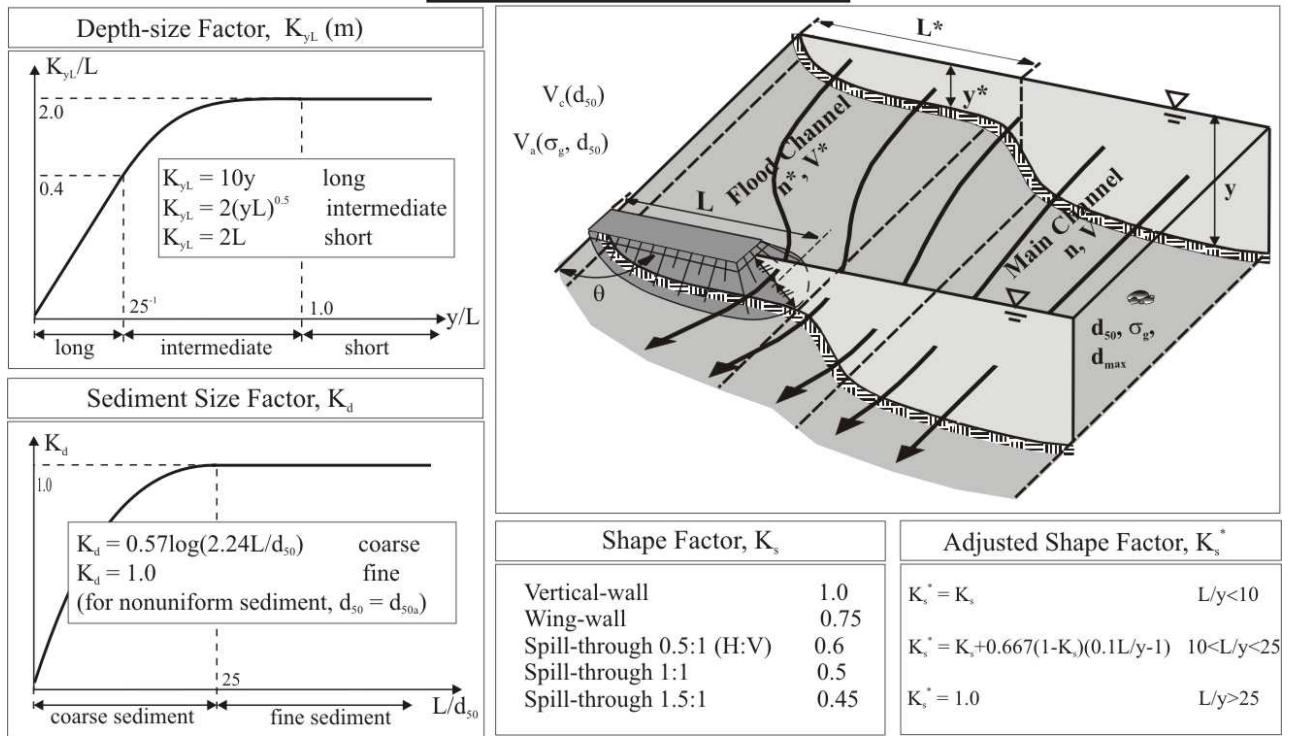 Depth-size Factor, K_yL (m)
K_yL/L
2.0
0.4
K_yL = 10y long
K_yL = 2(yL)^0.5 intermediate
K_yL = 2L short
25^-1
1.0
y/L
long intermediate short
Sediment Size Factor, K_d
K_d
1.0
K_d = 0.57log(2.24L/d_50) coarse
K_d = 1.0 fine
(for nonuniform sediment, d_50 = d_50a)
25
L/d_50
coarse sediment fine sediment
V_c(d_50)
V_a(σ_g, d_50)
L*
y*
Flood Channel
n*, V*
L
y
Main Channel
n, V
θ
d_50, σ_g,
d_max
Shape Factor, K_s
Vertical-wall 1.0
Wing-wall 0.75
Spill-through 0.5:1 (H:V) 0.6
Spill-through 1:1 0.5
Spill-through 1.5:1 0.45
Adjusted Shape Factor, K_s^*
K_s^* = K_s L/y<10
K_s^* = K_s+0.667(1-K_s)(0.1L/y-1) 10<L/y<25
K_s^* = 1.0 L/y>25